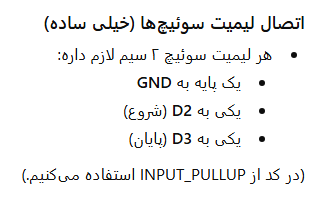 اتصال لیمیت سوئیچ‌ها (خیلی ساده)
• هر لیمیت سوئیچ ۲ سیم لازم داره:
• یک پایه به GND
• یکی به D2 (شروع)
• یکی به D3 (پایان)
(در کد از INPUT_PULLUP استفاده می‌کنیم.)